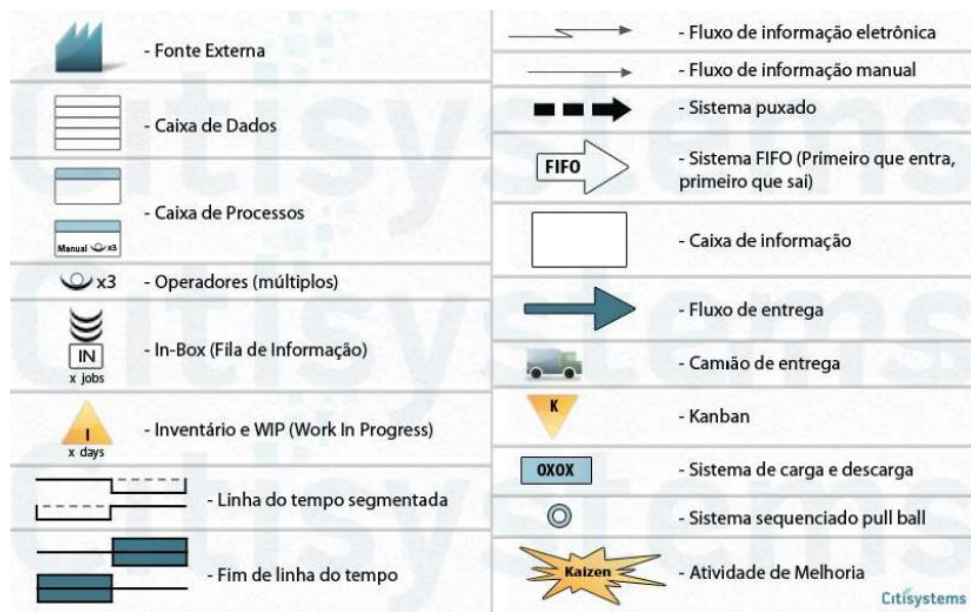 - Fonte Externa
- Caixa de Dados
- Caixa de Processos
Manual x3
x3 - Operadores (múltiplos)
IN
x jobs
- In-Box (Fila de Informação)
I
x days
- Inventário e WIP (Work In Progress)
- Linha do tempo segmentada
- Fim de linha do tempo
- Fluxo de informação eletrônica
- Fluxo de informação manual
- Sistema puxado
FIFO
- Sistema FIFO (Primeiro que entra,
primeiro que sai)
- Caixa de informação
- Fluxo de entrega
- Camião de entrega
K
- Kanban
OXOX
- Sistema de carga e descarga
- Sistema sequenciado pull ball
Kaizen
- Atividade de Melhoria
Citisystems
Citisystems
Citisystems